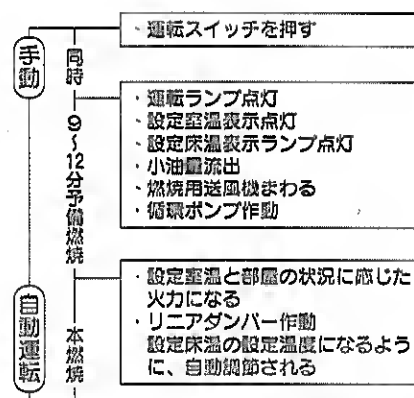 手動
同時
・運転スイッチを押す
9〜12分予備燃焼
・運転ランプ点灯
・設定室温表示点灯
・設定床温表示ランプ点灯
・小油量流出
・燃焼用送風機まわる
・循環ポンプ作動
自動運転
本燃焼
・設定室温と部屋の状況に応じた
火力になる
・リニアダンパー作動
設定床温の設定温度になるよう
に、自動調節される